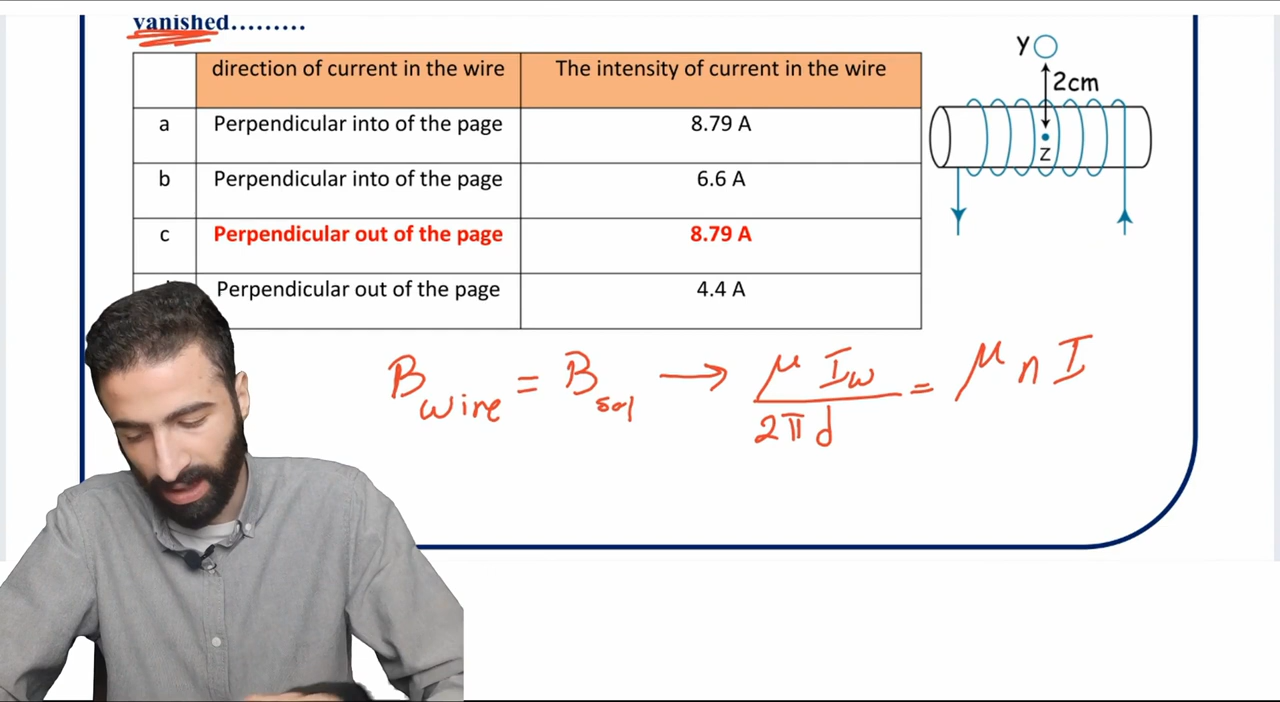 vanished.........
direction of current in the wire The intensity of current in the wire
a Perpendicular into of the page 8.79 A
b Perpendicular into of the page 6.6 A
c Perpendicular out of the page 8.79 A
Perpendicular out of the page 4.4 A
Y
2cm
Z
B wire = B sol → μ I w / 2πd = μ n I